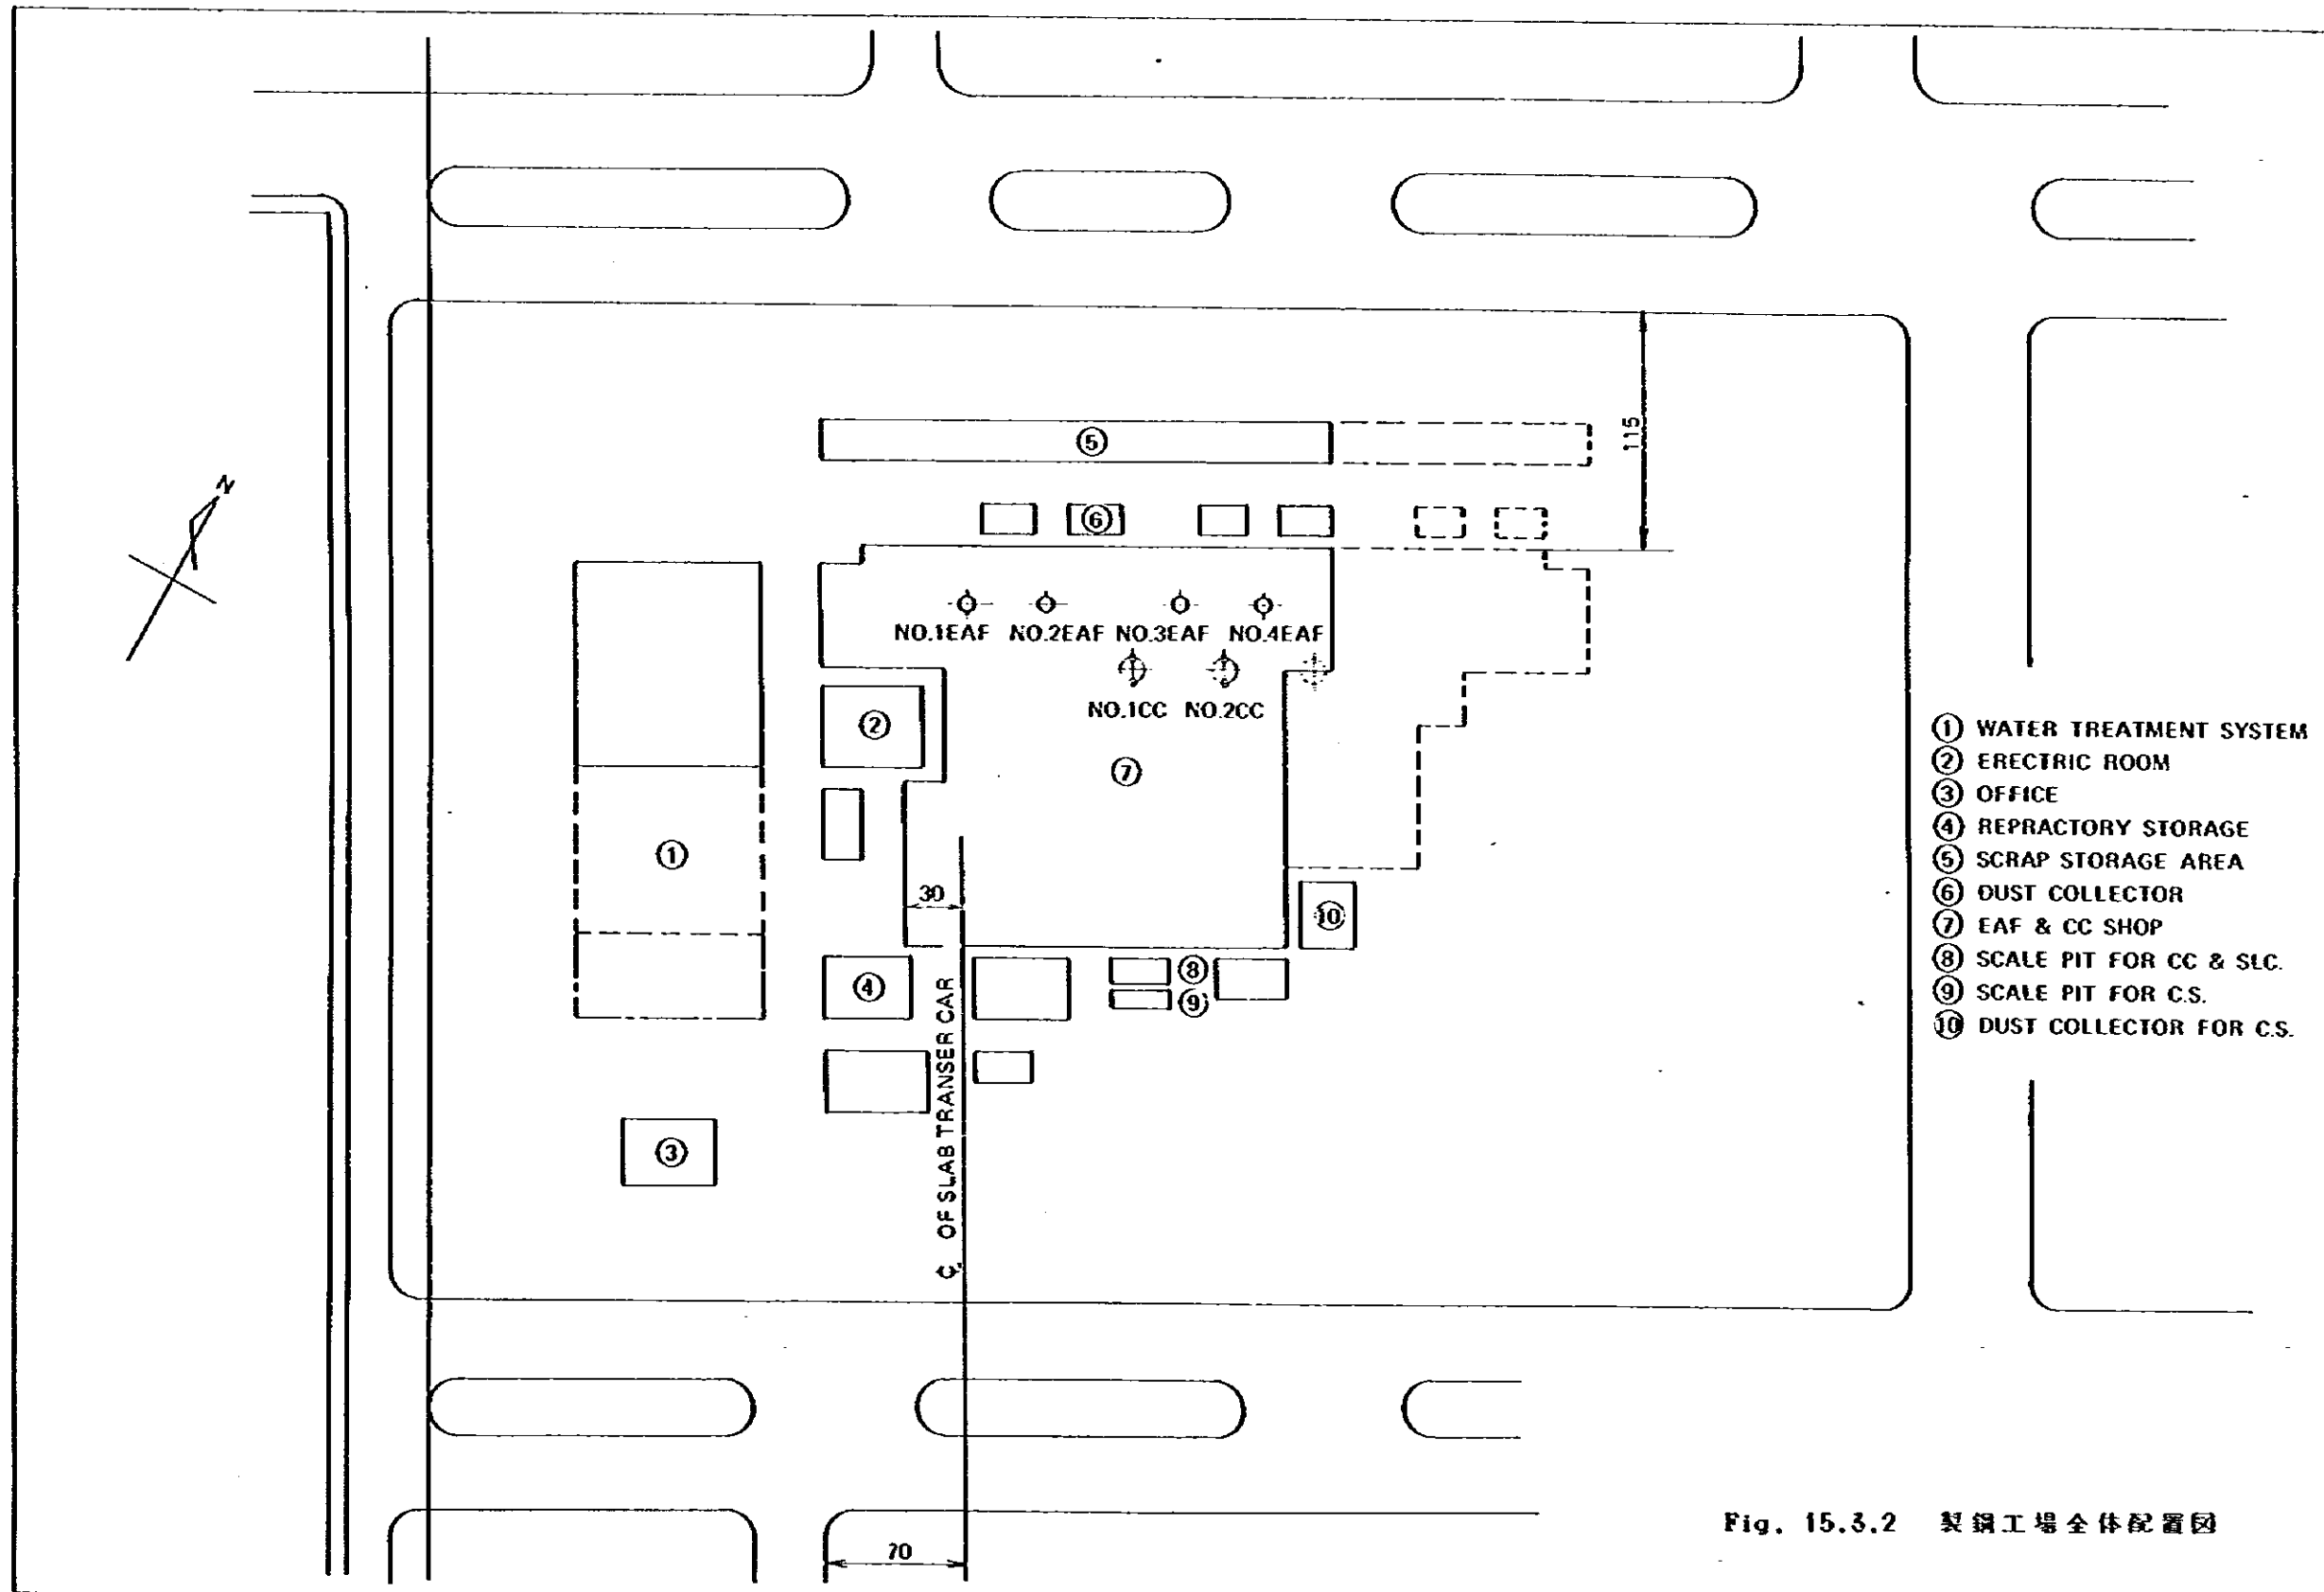 N
⑤
115
⑥
NO.1EAF NO.2EAF NO.3EAF NO.4EAF
NO.1CC NO.2CC
②
⑦
①
30
⑩
④
⑧
⑨
③
℄ OF SLAB TRANSER CAR
70
① WATER TREATMENT SYSTEM
② ERECTRIC ROOM
③ OFFICE
④ REPRACTORY STORAGE
⑤ SCRAP STORAGE AREA
⑥ DUST COLLECTOR
⑦ EAF & CC SHOP
⑧ SCALE PIT FOR CC & SLC.
⑨ SCALE PIT FOR C.S.
⑩ DUST COLLECTOR FOR C.S.
Fig. 15.3.2 製鋼工場全体配置図